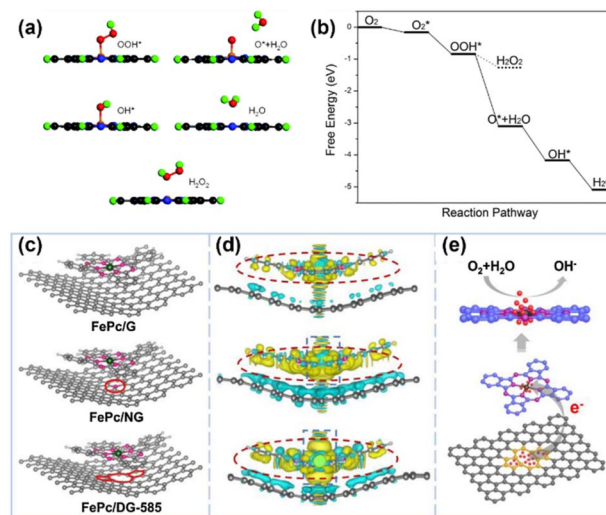 (a)
OOH*
O*+H₂O
OH*
H₂O
H₂O₂
(b)
Free Energy (eV)
0
-1
-2
-3
-4
-5
O₂
O₂*
OOH*
H₂O₂
O*+H₂O
OH*
Reaction Pathway
(c)
FePc/G
FePc/NG
FePc/DG-585
(d)
(e)
O₂+H₂O
OH⁻
e⁻